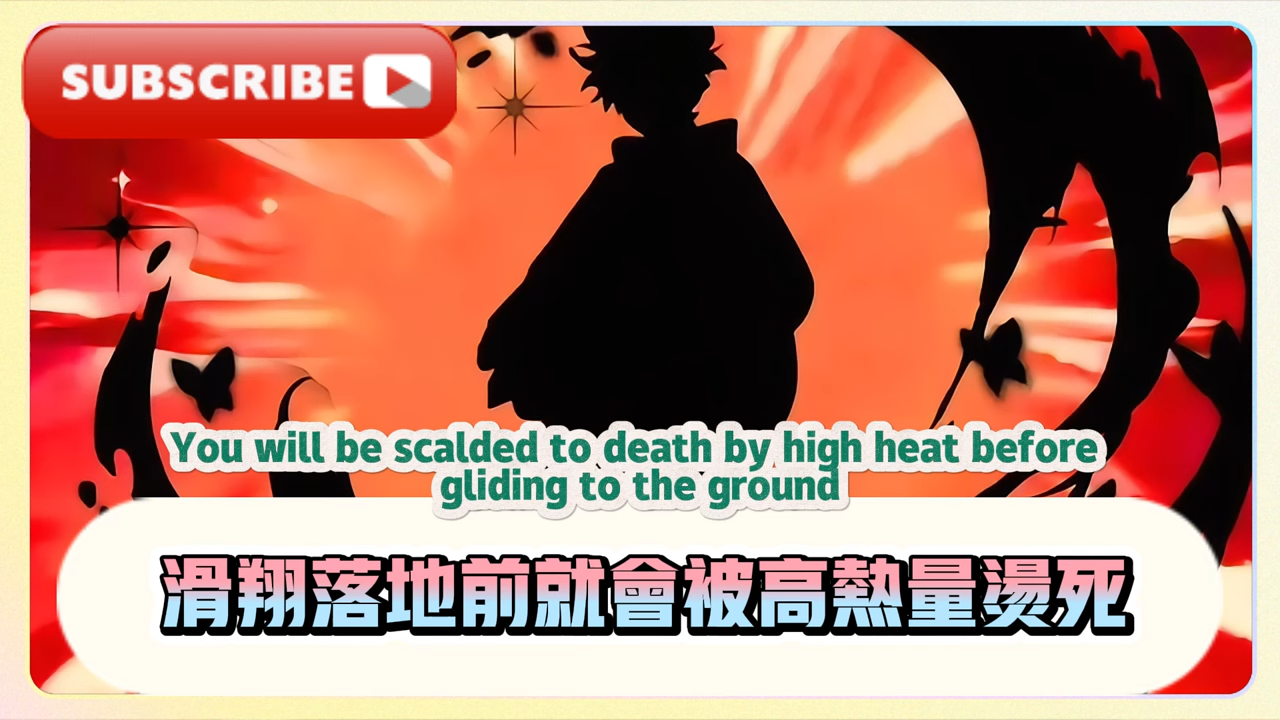 SUBSCRIBE
You will be scalded to death by high heat before
gliding to the ground
滑翔落地前就會被高熱量燙死